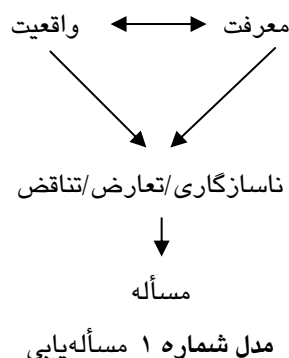 معرفت واقعیت
ناسازگاری/تعارض/تناقض
مسأله
مدل شماره ۱ مسأله‌یابی